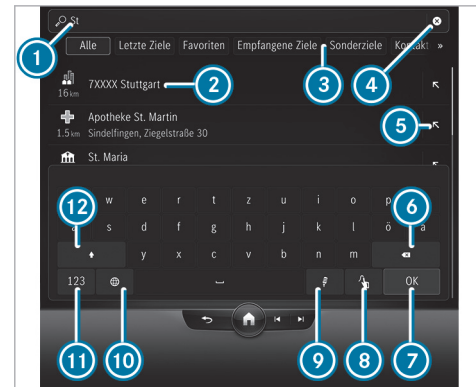 St
Alle Letzte Ziele Favoriten Empfangene Ziele Sonderziele Kontakt »
7XXXX Stuttgart
16 km
Apotheke St. Martin
1.5 km Sindelfingen, Ziegelstraße 30
St. Maria
w e r t z u i o p
a s d f g h j k l ö ä
y x c v b n m
123 OK
1
2
3
4
5
6
7
8
9
10
11
12